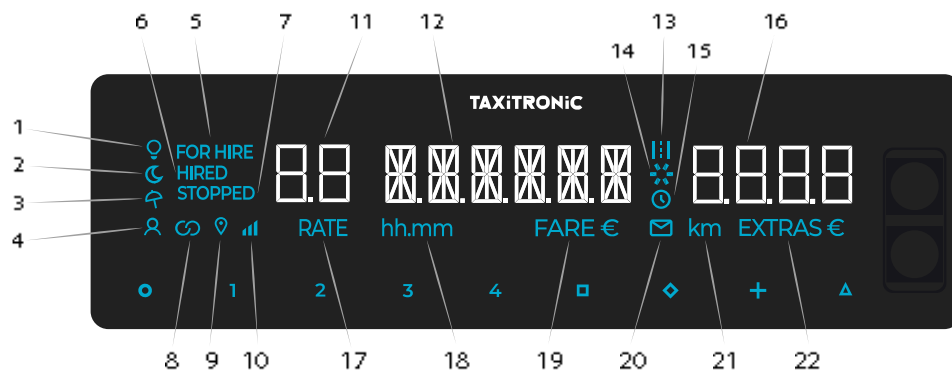 6 5 7 11 12 13 16
14 15
TAXiTRONiC
1
FOR HIRE
2
HIRED
3
STOPPED
4
RATE hh.mm FARE € km EXTRAS €
1 2 3 4
8 9 10 17 18 19 20 21 22